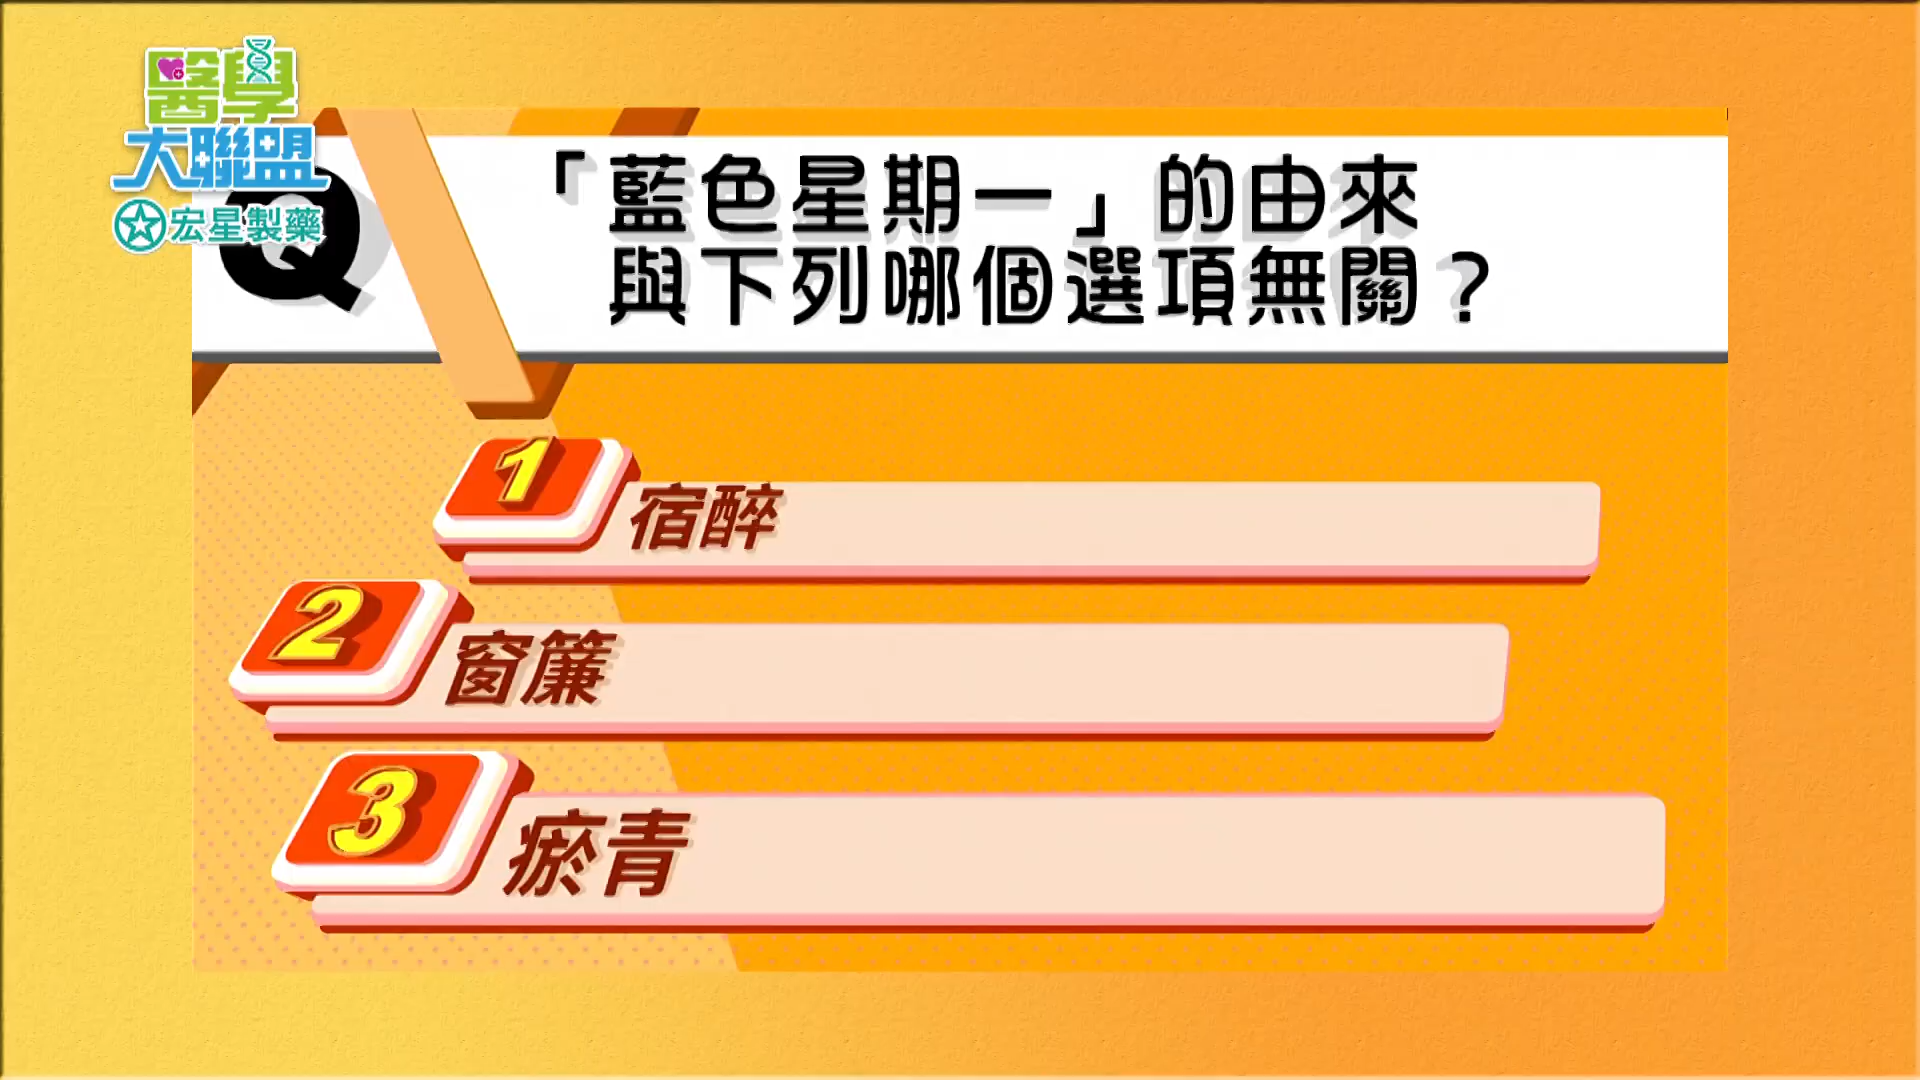 醫學
大聯盟
宏星製藥
Q
「藍色星期一」的由來
與下列哪個選項無關？
1 宿醉
2 窗簾
3 瘀青